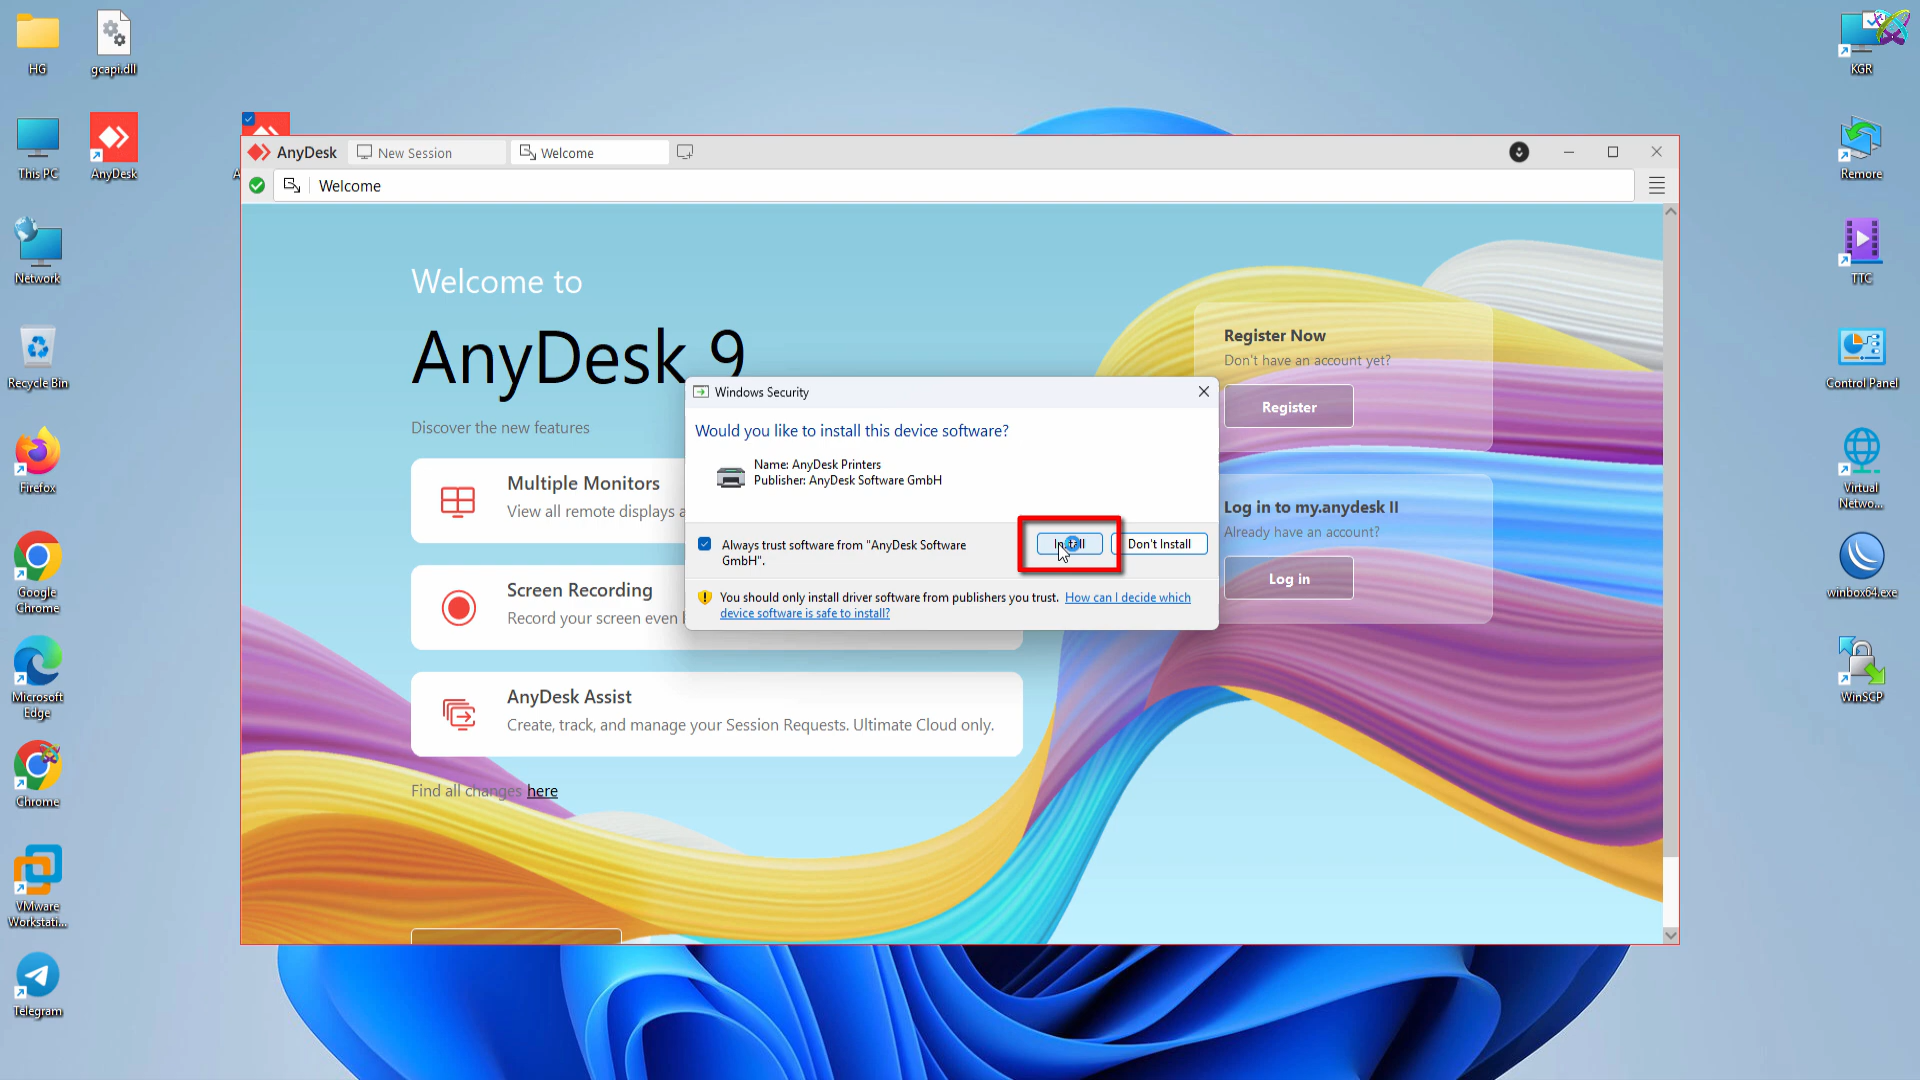 HG
gcapi.dll
This PC
AnyDesk
Network
Recycle Bin
Firefox
Google
Chrome
Microsoft
Edge
Chrome
VMware
Workstati...
Telegram
AnyDesk
New Session
Welcome
Welcome
Welcome to
AnyDesk 9
Discover the new features
Multiple Monitors
View all remote displays a
Screen Recording
Record your screen even
AnyDesk Assist
Create, track, and manage your Session Requests. Ultimate Cloud only.
Find all changes here
Register Now
Don't have an account yet?
Register
Log in to my.anydesk II
Already have an account?
Log in
Windows Security
Would you like to install this device software?
Name: AnyDesk Printers
Publisher: AnyDesk Software GmbH
Always trust software from "AnyDesk Software
GmbH".
Install
Don't Install
You should only install driver software from publishers you trust. How can I decide which
device software is safe to install?
KGR
Remore
TTC
Control Panel
Virtual
Netwo...
winbox64.exe
WinSCP